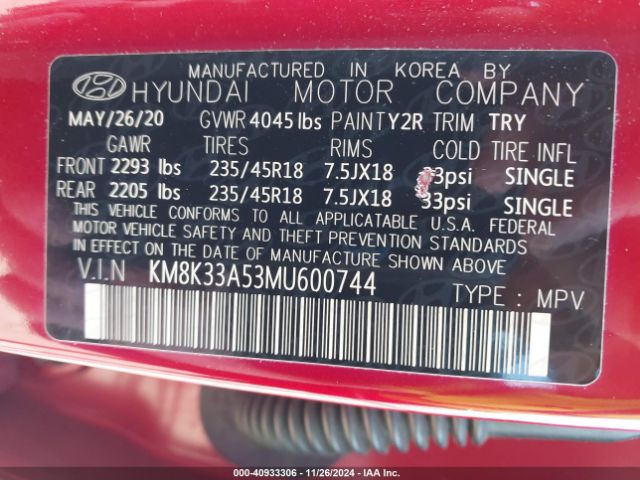 MANUFACTURED IN KOREA BY
HYUNDAI MOTOR COMPANY
MAY/26/20 GVWR 4045 lbs PAINT Y2R TRIM TRY
GAWR TIRES RIMS COLD TIRE INFL
FRONT 2293 lbs 235/45R18 7.5JX18 33psi SINGLE
REAR 2205 lbs 235/45R18 7.5JX18 33psi SINGLE
THIS VEHICLE CONFORMS TO ALL APPLICATABLE U.S.A. FEDERAL
MOTOR VEHICLE SAFETY AND THEFT PREVENTION STANDARDS
IN EFFECT ON THE DATE OF MANUFACTURE SHOWN ABOVE
V.I.N KM8K33A53MU600744 TYPE : MPV
000-40933306 - 11/26/2024 - IAA Inc.